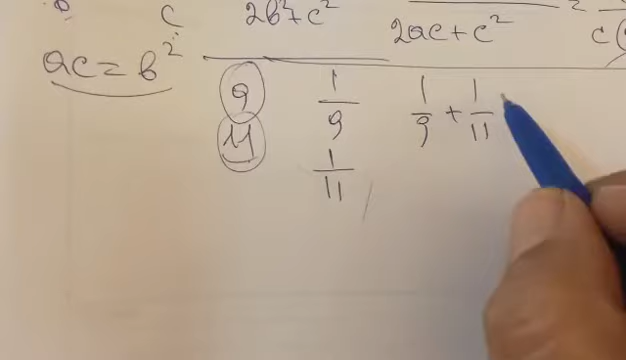 b c 2b²+c² 2ac+c² =
ac=b²
9 1/9 1/9 + 1/11
11 1/11